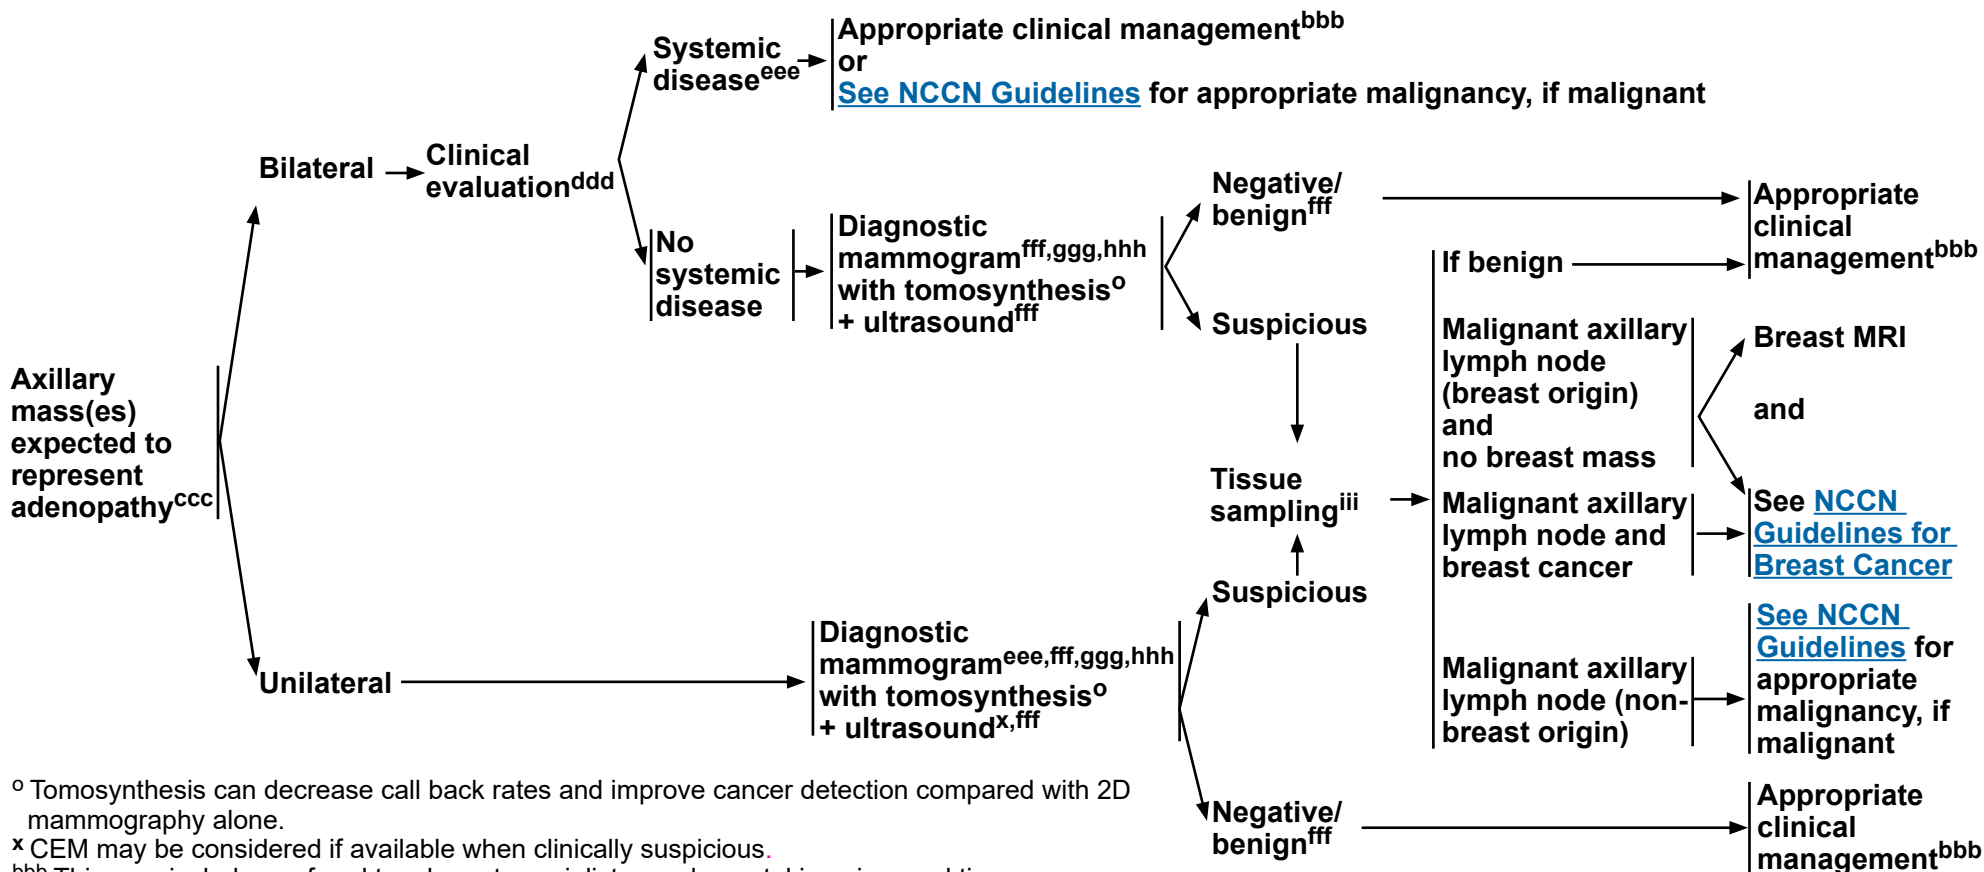 Systemic
disease^eee
Appropriate clinical management^bbb
or
See NCCN Guidelines for appropriate malignancy, if malignant
Bilateral
Clinical
evaluation^ddd
No
systemic
disease
Diagnostic
mammogram^fff,ggg,hhh
with tomosynthesis^o
+ ultrasound^fff
Negative/
benign^fff
Suspicious
Appropriate
clinical
management^bbb
Axillary
mass(es)
expected to
represent
adenopathy^ccc
Tissue
sampling^iii
If benign
Malignant axillary
lymph node
(breast origin)
and
no breast mass
Breast MRI
and
Malignant axillary
lymph node and
breast cancer
See NCCN
Guidelines for
Breast Cancer
Malignant axillary
lymph node (non-
breast origin)
See NCCN
Guidelines for
appropriate
malignancy, if
malignant
Unilateral
Diagnostic
mammogram^eee,fff,ggg,hhh
with tomosynthesis^o
+ ultrasound^x,fff
Suspicious
Negative/
benign^fff
Appropriate
clinical
management^bbb
^o Tomosynthesis can decrease call back rates and improve cancer detection compared with 2D
mammography alone.
^x CEM may be considered if available when clinically suspicious.